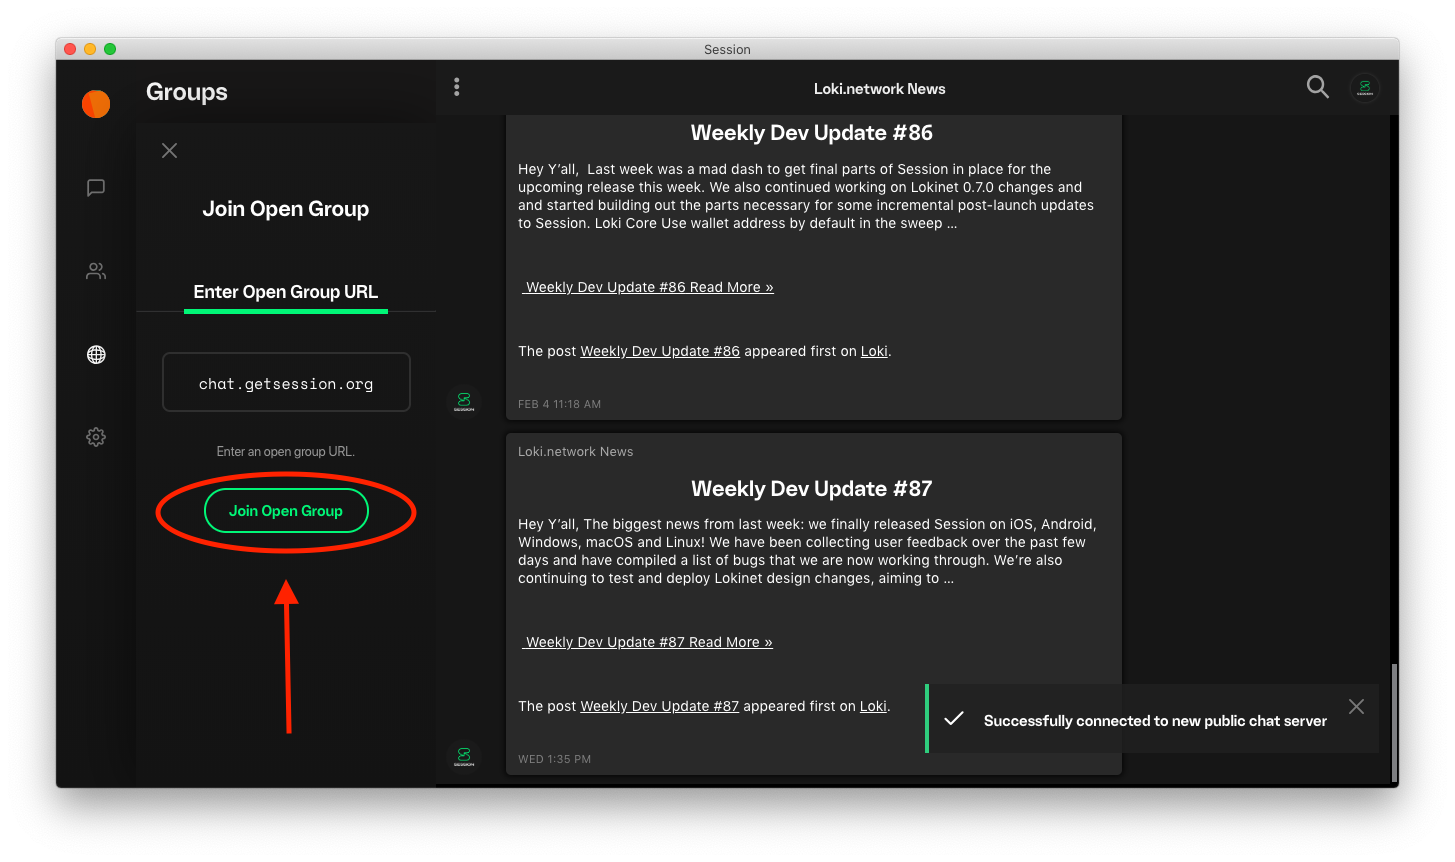 Session
Groups
Join Open Group
Enter Open Group URL
chat.getsession.org
Enter an open group URL.
Join Open Group
Loki.network News
Weekly Dev Update #86
Hey Y’all,  Last week was a mad dash to get final parts of Session in place for the
upcoming release this week. We also continued working on Lokinet 0.7.0 changes and
and started building out the parts necessary for some incremental post-launch updates
to Session. Loki Core Use wallet address by default in the sweep ...
Weekly Dev Update #86 Read More »
The post Weekly Dev Update #86 appeared first on Loki.
FEB 4 11:18 AM
Loki.network News
Weekly Dev Update #87
Hey Y’all, The biggest news from last week: we finally released Session on iOS, Android,
Windows, macOS and Linux! We have been collecting user feedback over the past few
days and have compiled a list of bugs that we are now working through. We’re also
continuing to test and deploy Lokinet design changes, aiming to ...
Weekly Dev Update #87 Read More »
The post Weekly Dev Update #87 appeared first on Loki.
WED 1:35 PM
Successfully connected to new public chat server